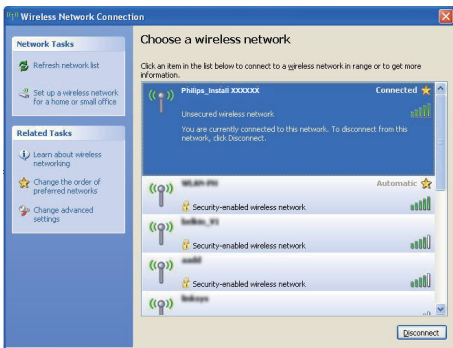 Wireless Network Connection
Network Tasks
Refresh network list
Set up a wireless network
for a home or small office
Related Tasks
Learn about wireless
networking
Change the order of
preferred networks
Change advanced
settings
Choose a wireless network
Click an item in the list below to connect to a wireless network in range or to get more
information.
Philips_Install XXXXXX
Connected
Unsecured wireless network
You are currently connected to this network. To disconnect from this
network, click Disconnect.
Automatic
Security-enabled wireless network
Security-enabled wireless network
Security-enabled wireless network
Disconnect